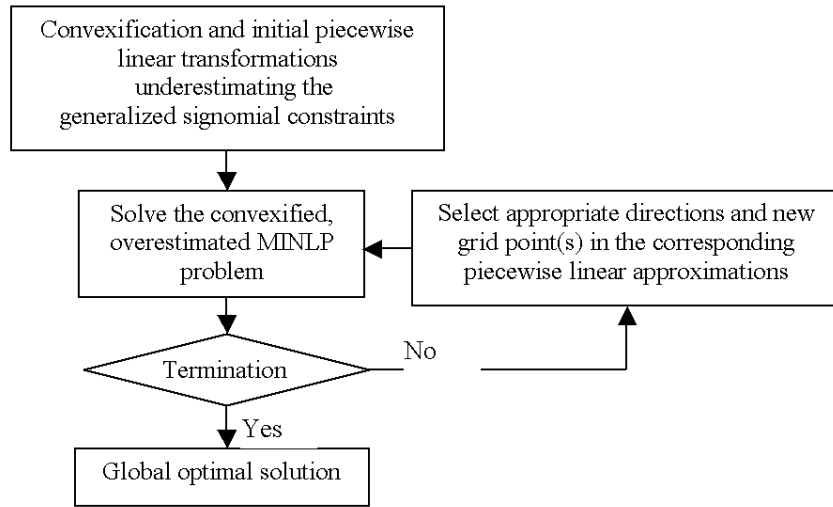 Convexification and initial piecewise
linear transformations
underestimating the
generalized signomial constraints
Solve the convexified,
overestimated MINLP
problem
Select appropriate directions and new
grid point(s) in the corresponding
piecewise linear approximations
Termination
No
Yes
Global optimal solution